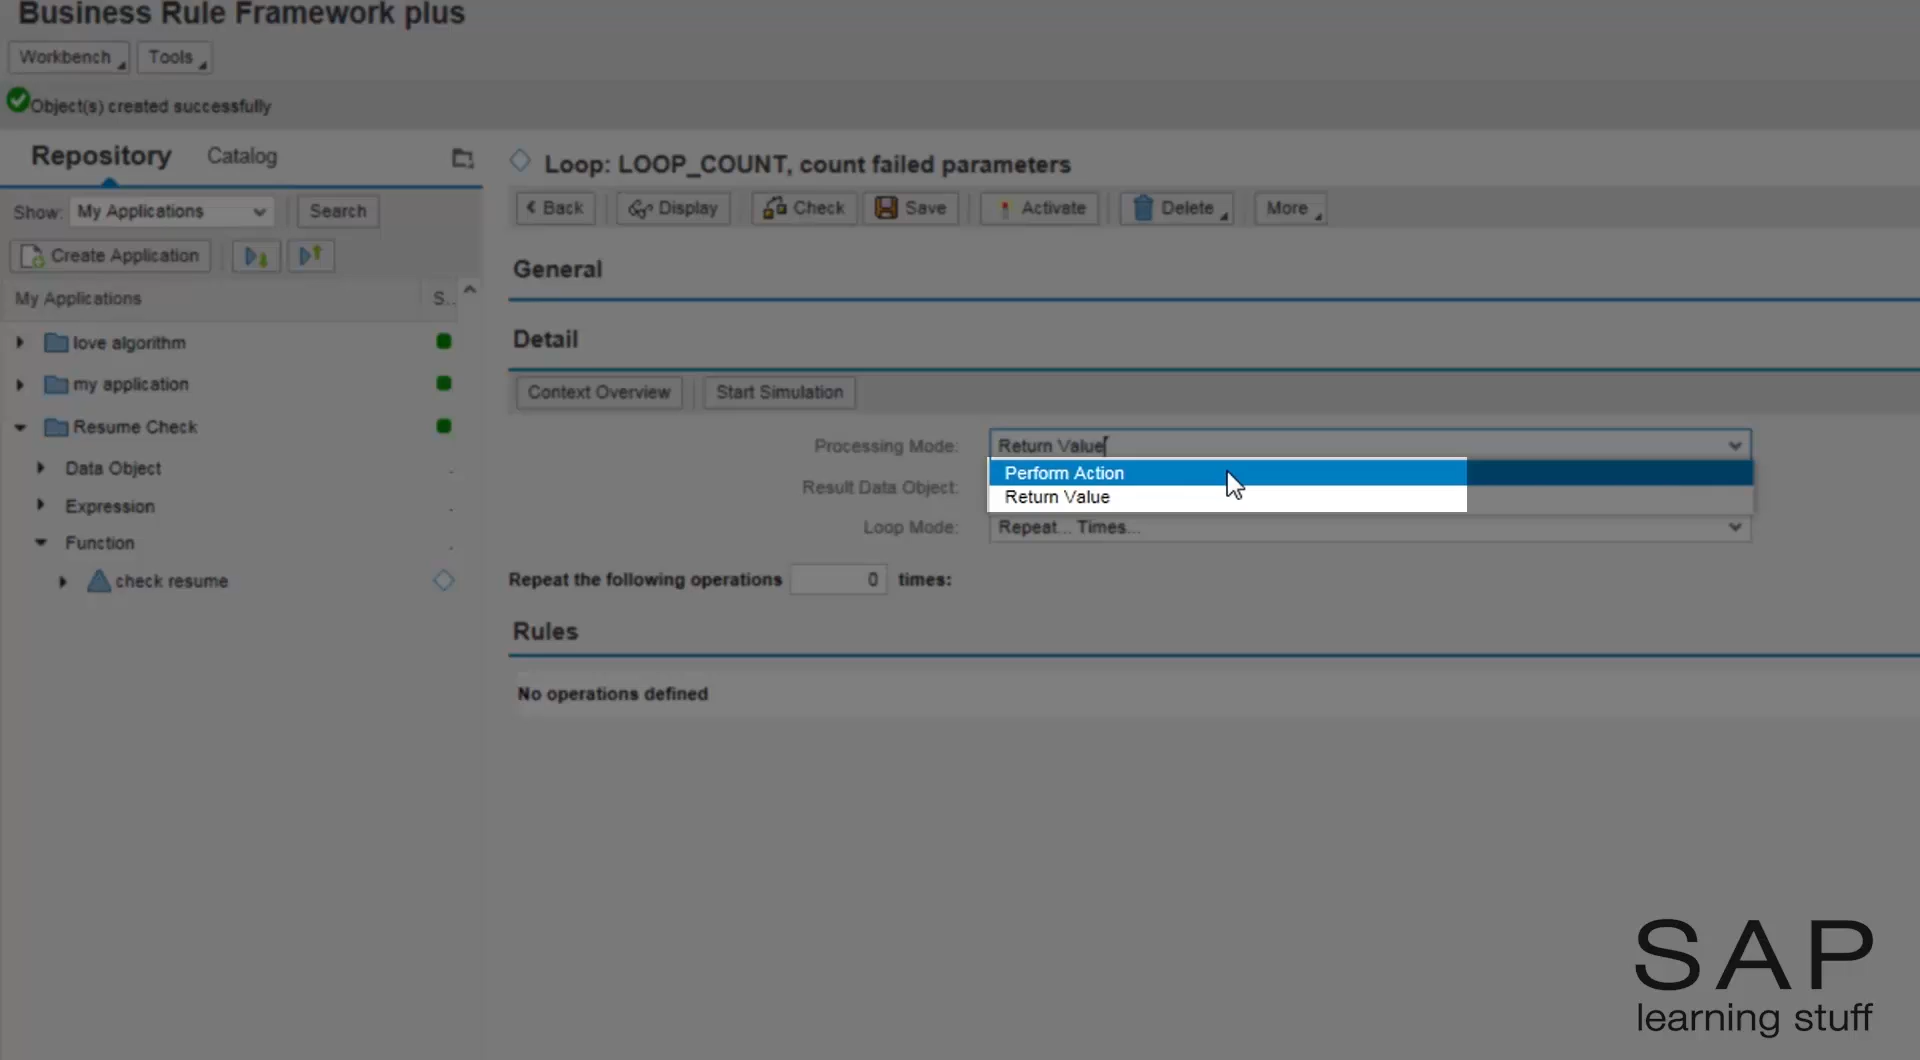 Business Rule Framework plus
Workbench Tools
Object(s) created successfully
Repository Catalog
Show: My Applications Search
Create Application
My Applications S..
love algorithm
my application
Resume Check
Data Object
Expression
Function
check resume
Loop: LOOP_COUNT, count failed parameters
Back Display Check Save Activate Delete More
General
Detail
Context Overview Start Simulation
Processing Mode: Return Value
Perform Action
Return Value
Result Data Object:
Loop Mode: Repeat... Times...
Repeat the following operations 0 times:
Rules
No operations defined
SAP
learning stuff